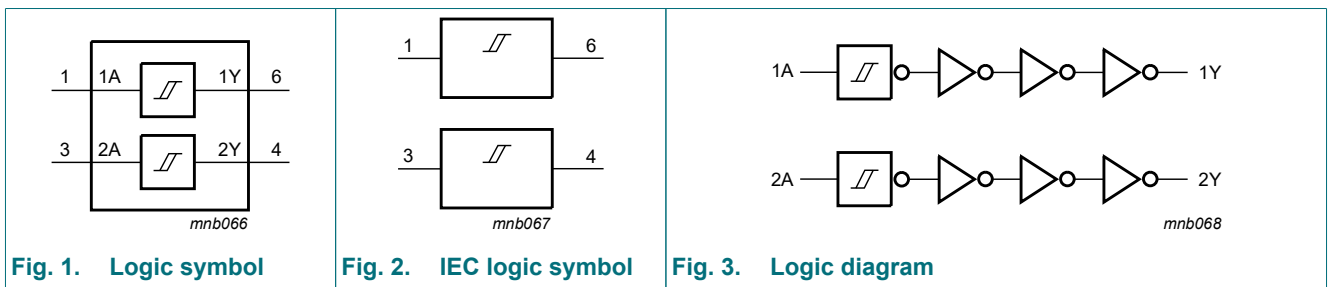 1 1A 1Y 6
3 2A 2Y 4
mnb066
Fig. 1. Logic symbol
1 6
3 4
mnb067
Fig. 2. IEC logic symbol
1A 1Y
2A 2Y
mnb068
Fig. 3. Logic diagram